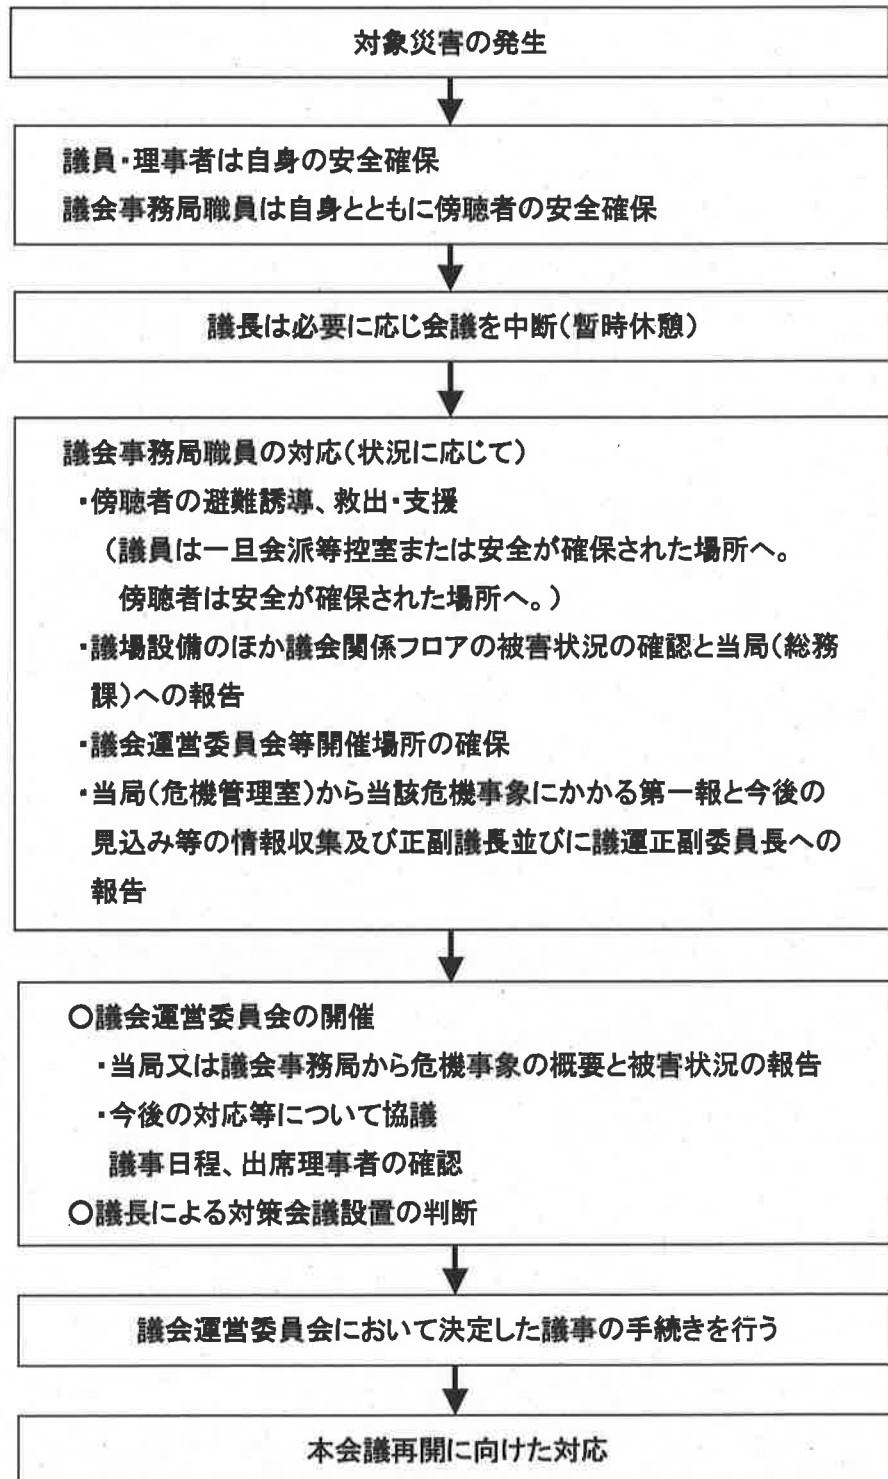 対象災害の発生
議員・理事者は自身の安全確保
議会事務局職員は自身とともに傍聴者の安全確保
議長は必要に応じ会議を中断（暫時休憩）
議会事務局職員の対応（状況に応じて）
・傍聴者の避難誘導、救出・支援
（議員は一旦会派等控室または安全が確保された場所へ。
傍聴者は安全が確保された場所へ。）
・議場設備のほか議会関係フロアの被害状況の確認と当局（総務
課）への報告
・議会運営委員会等開催場所の確保
・当局（危機管理室）から当該危機事象にかかる第一報と今後の
見込み等の情報収集及び正副議長並びに議運正副委員長への
報告
○議会運営委員会の開催
・当局又は議会事務局から危機事象の概要と被害状況の報告
・今後の対応等について協議
議事日程、出席理事者の確認
○議長による対策会議設置の判断
議会運営委員会において決定した議事の手続きを行う
本会議再開に向けた対応